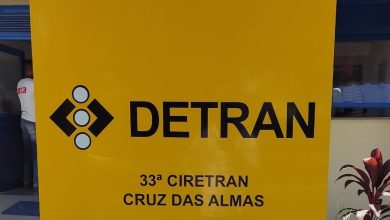 DETRAN
33ª CIRETRAN
CRUZ DAS ALMAS